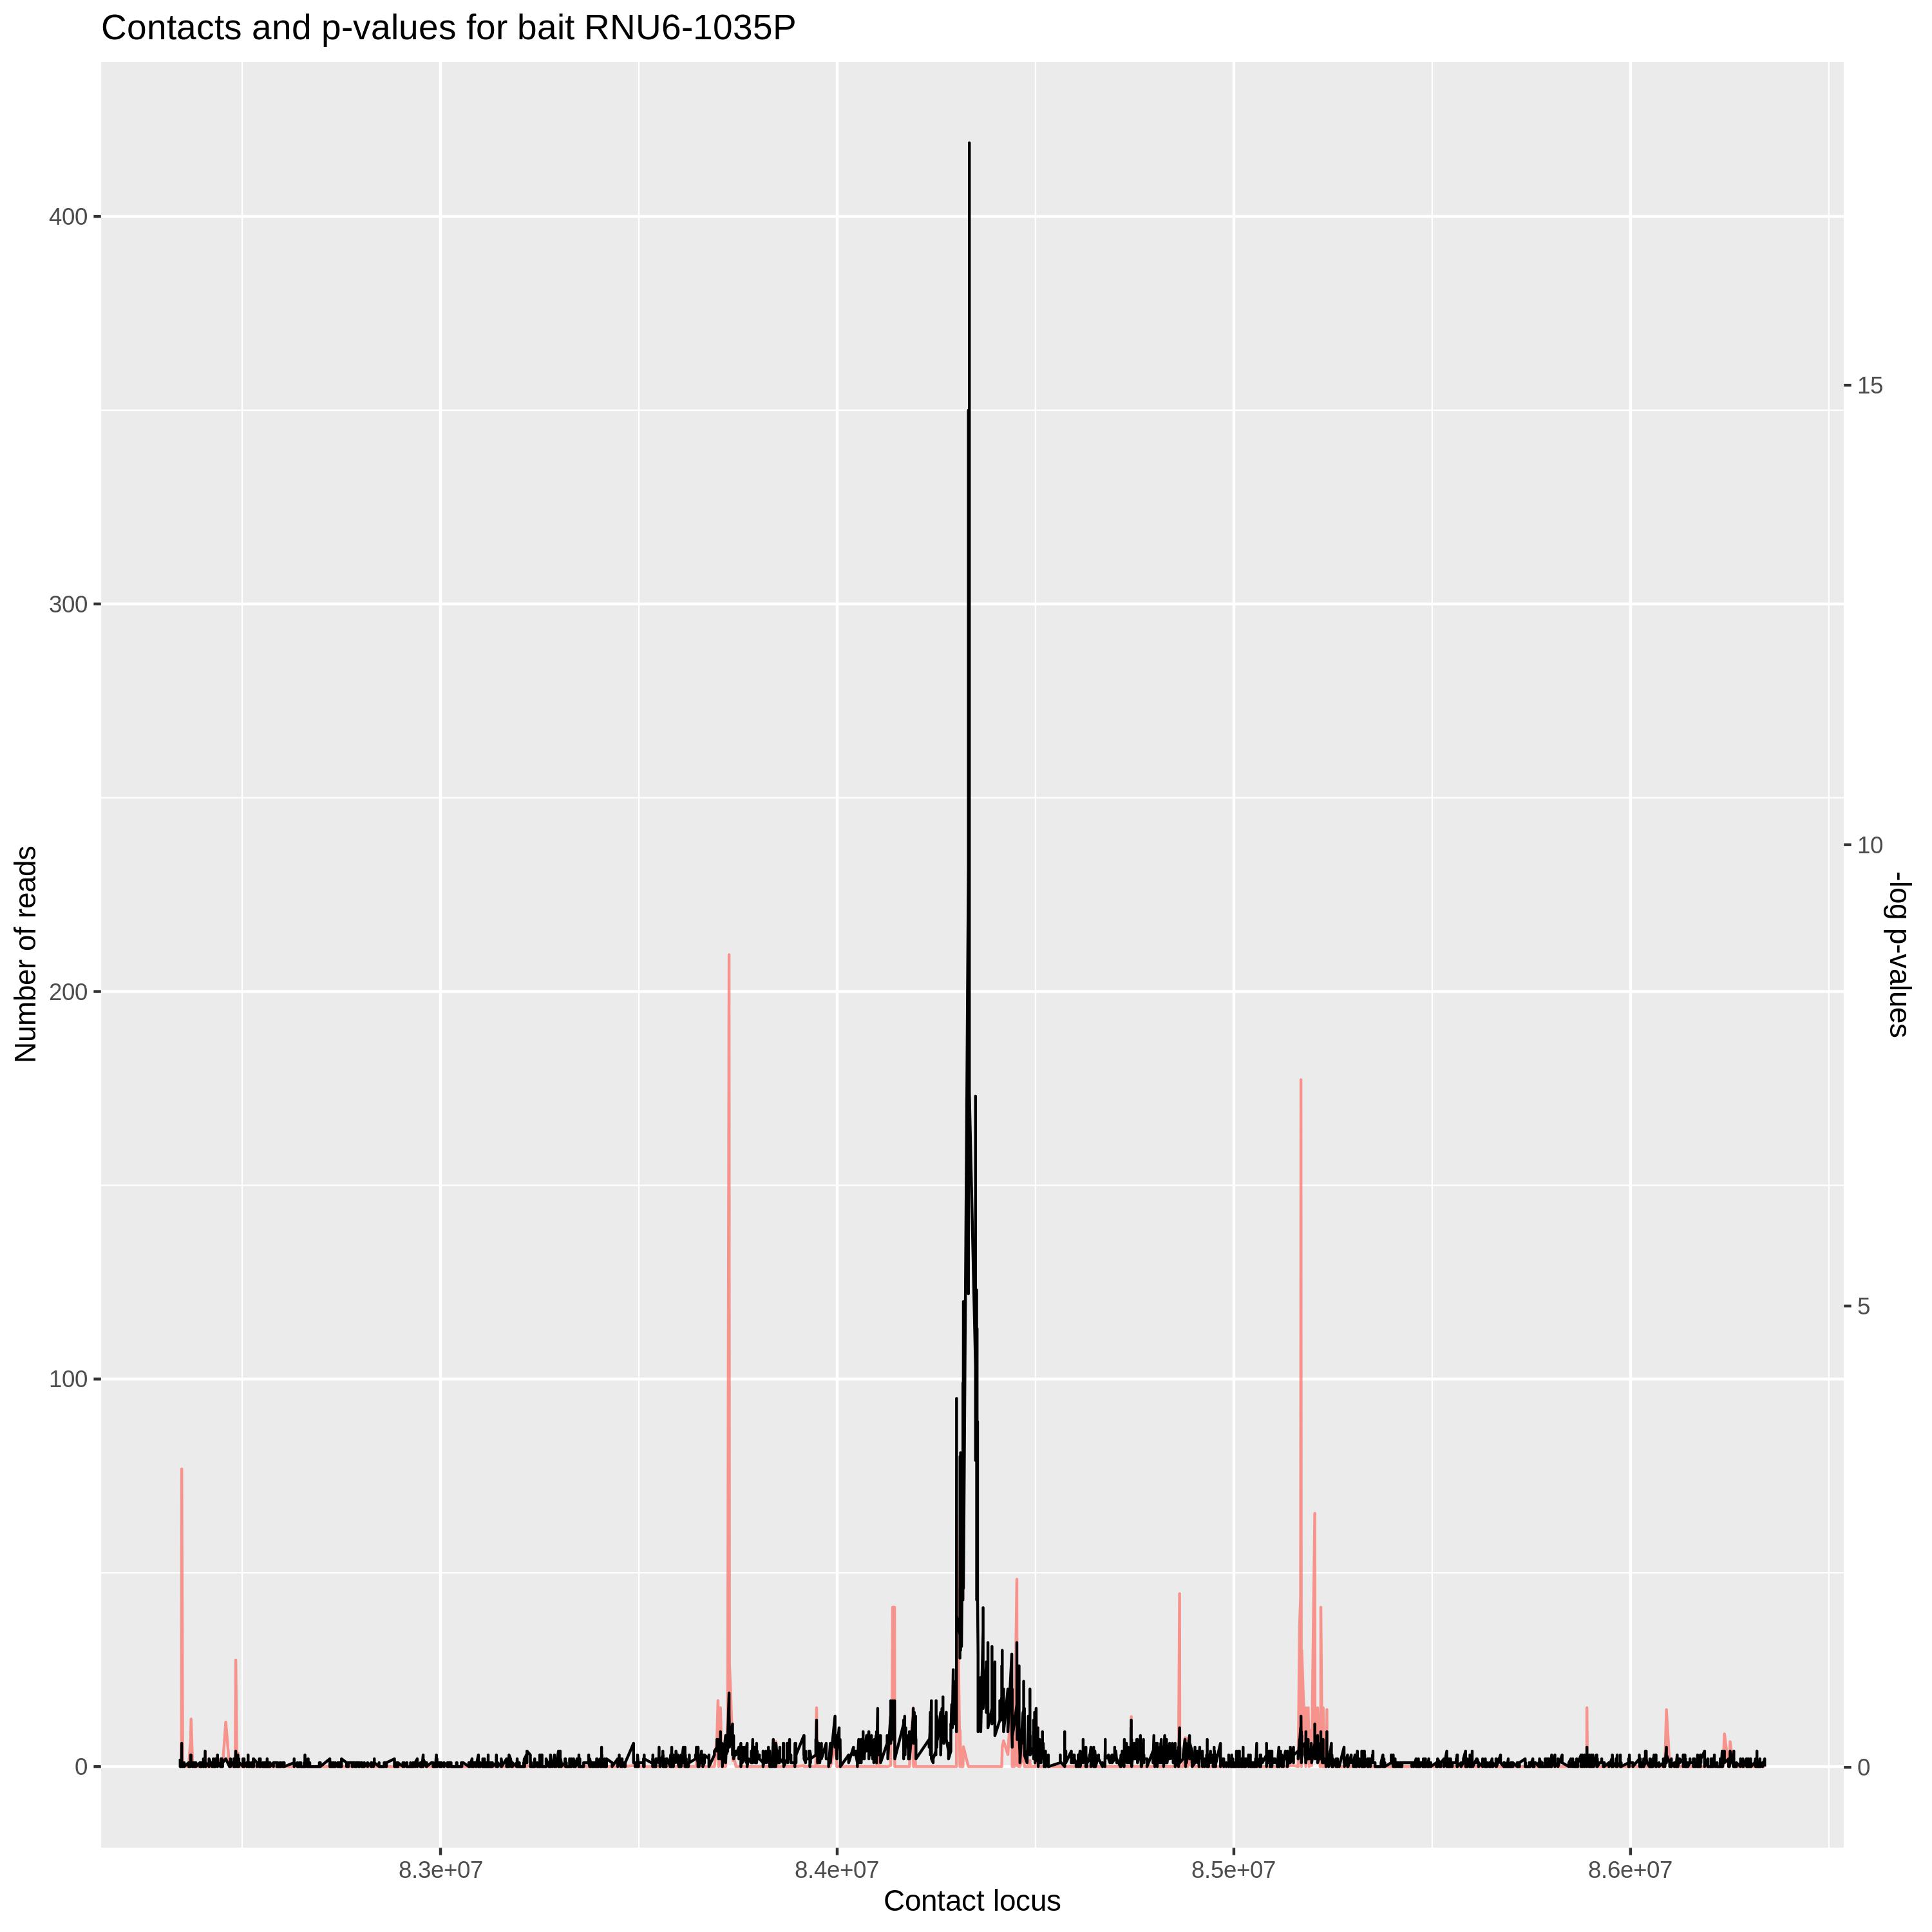 Contacts and p-values for bait RNU6-1035P
400
300
200
100
0
Number of reads
15
10
5
0
-log p-values
8.3e+07
8.4e+07
8.5e+07
8.6e+07
Contact locus